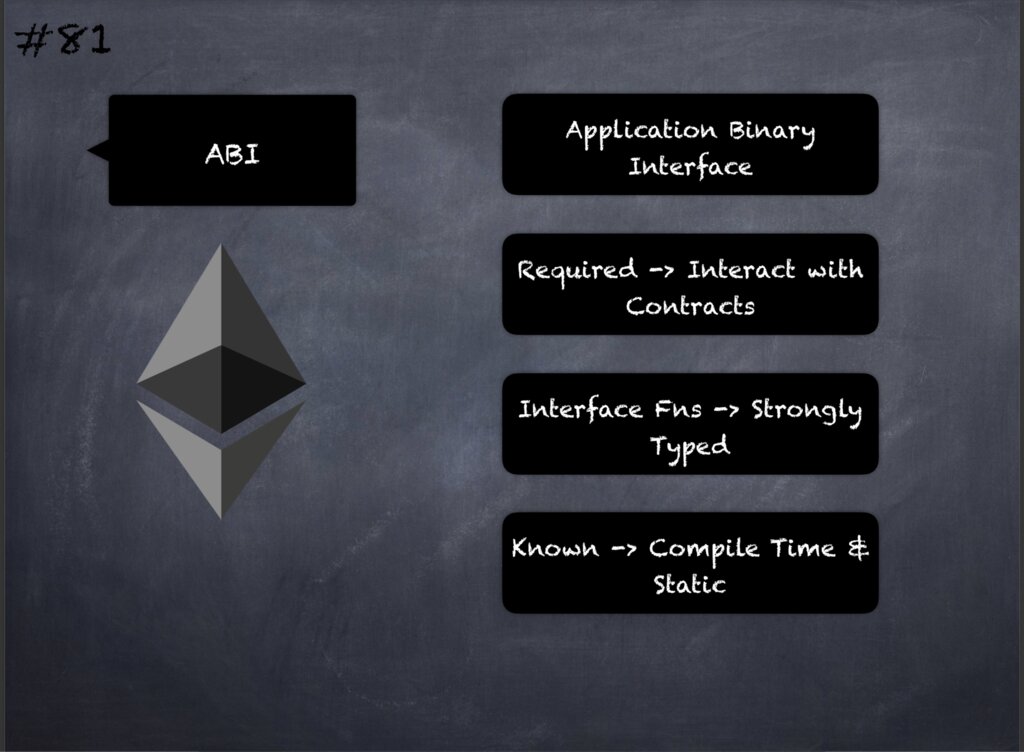 #81
ABI
Application Binary
Interface
Required -> Interact with
Contracts
Interface Fns -> Strongly
Typed
Known -> Compile Time &
Static